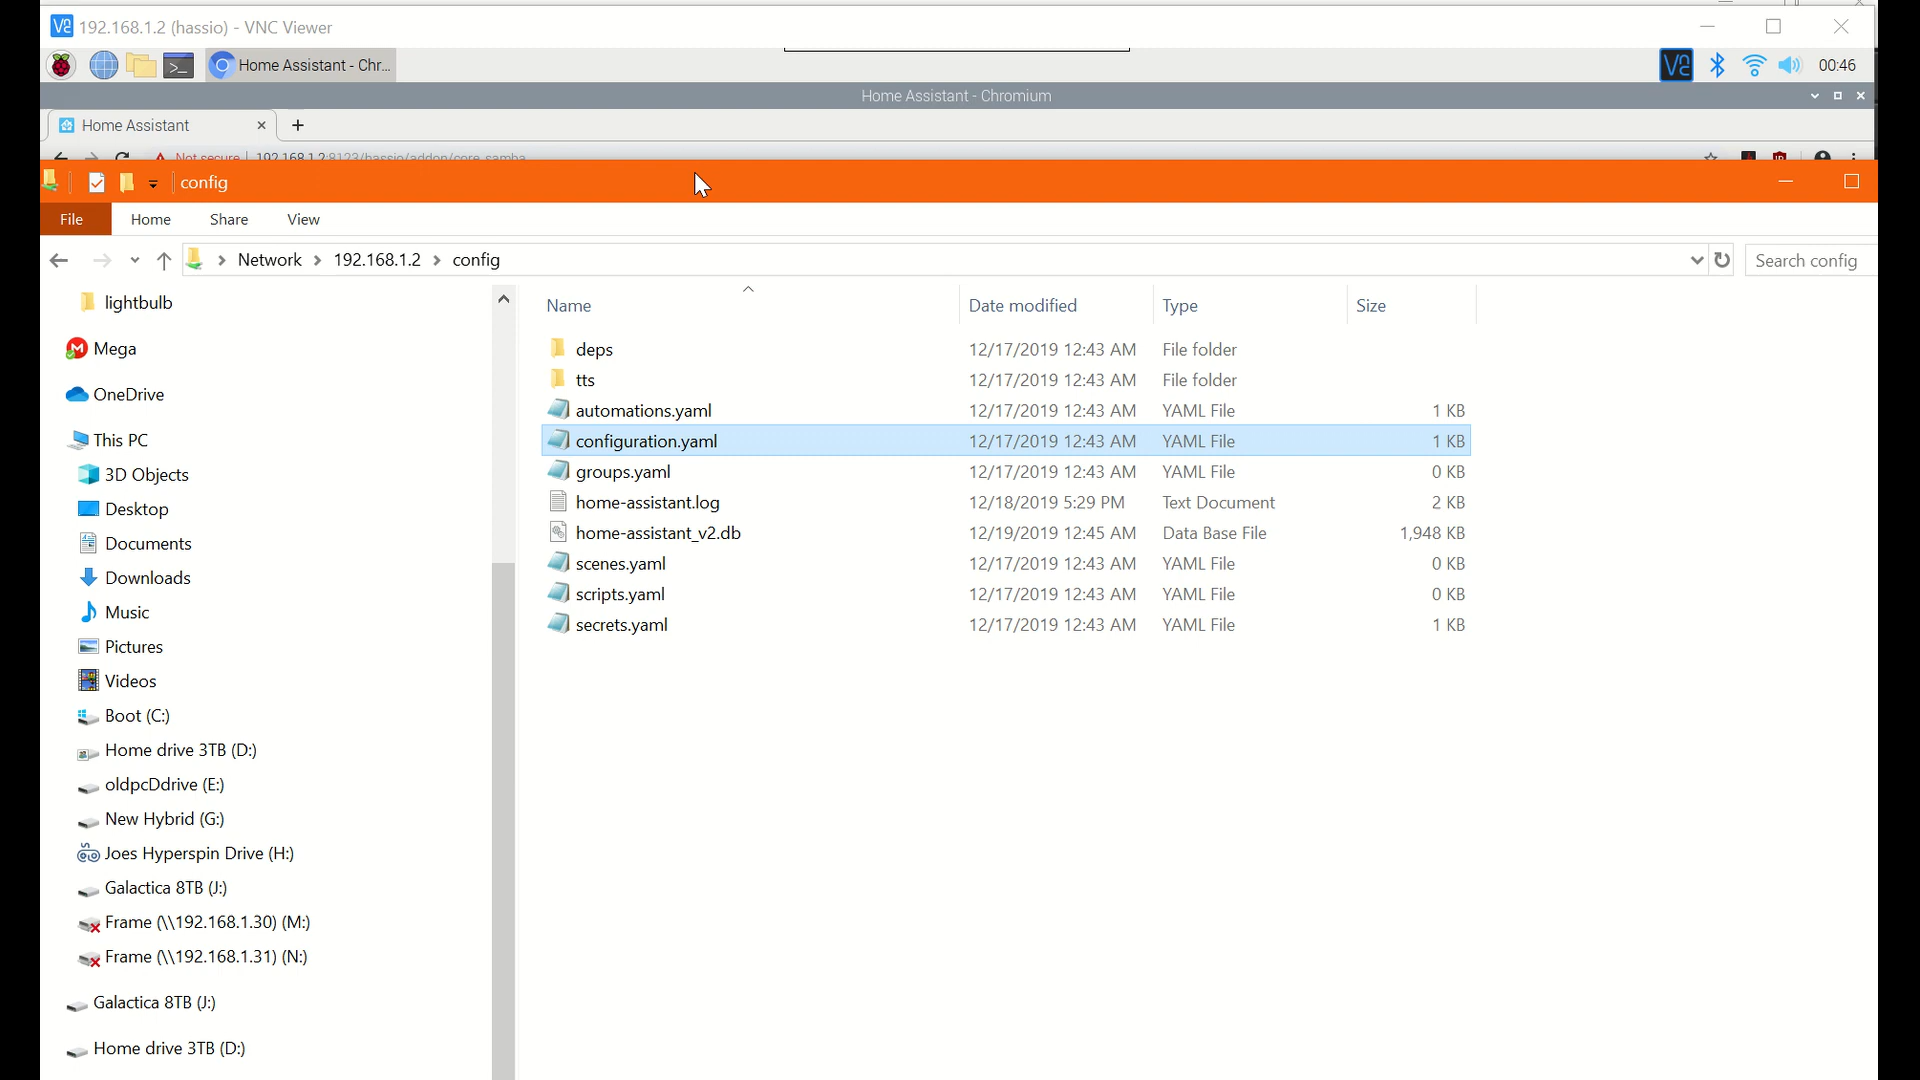 192.168.1.2 (hassio) - VNC Viewer
Home Assistant - Chr...
00:46
Home Assistant - Chromium
Home Assistant
Not secure | 192.168.1.2:8123/hassio/addon/core_samba
config
File Home Share View
Network > 192.168.1.2 > config
Search config
Name Date modified Type Size
lightbulb
Mega
OneDrive
This PC
3D Objects
Desktop
Documents
Downloads
Music
Pictures
Videos
Boot (C:)
Home drive 3TB (D:)
oldpcDdrive (E:)
New Hybrid (G:)
Joes Hyperspin Drive (H:)
Galactica 8TB (J:)
Frame (\\192.168.1.30) (M:)
Frame (\\192.168.1.31) (N:)
Galactica 8TB (J:)
Home drive 3TB (D:)
deps 12/17/2019 12:43 AM File folder
tts 12/17/2019 12:43 AM File folder
automations.yaml 12/17/2019 12:43 AM YAML File 1 KB
configuration.yaml 12/17/2019 12:43 AM YAML File 1 KB
groups.yaml 12/17/2019 12:43 AM YAML File 0 KB
home-assistant.log 12/18/2019 5:29 PM Text Document 2 KB
home-assistant_v2.db 12/19/2019 12:45 AM Data Base File 1,948 KB
scenes.yaml 12/17/2019 12:43 AM YAML File 0 KB
scripts.yaml 12/17/2019 12:43 AM YAML File 0 KB
secrets.yaml 12/17/2019 12:43 AM YAML File 1 KB